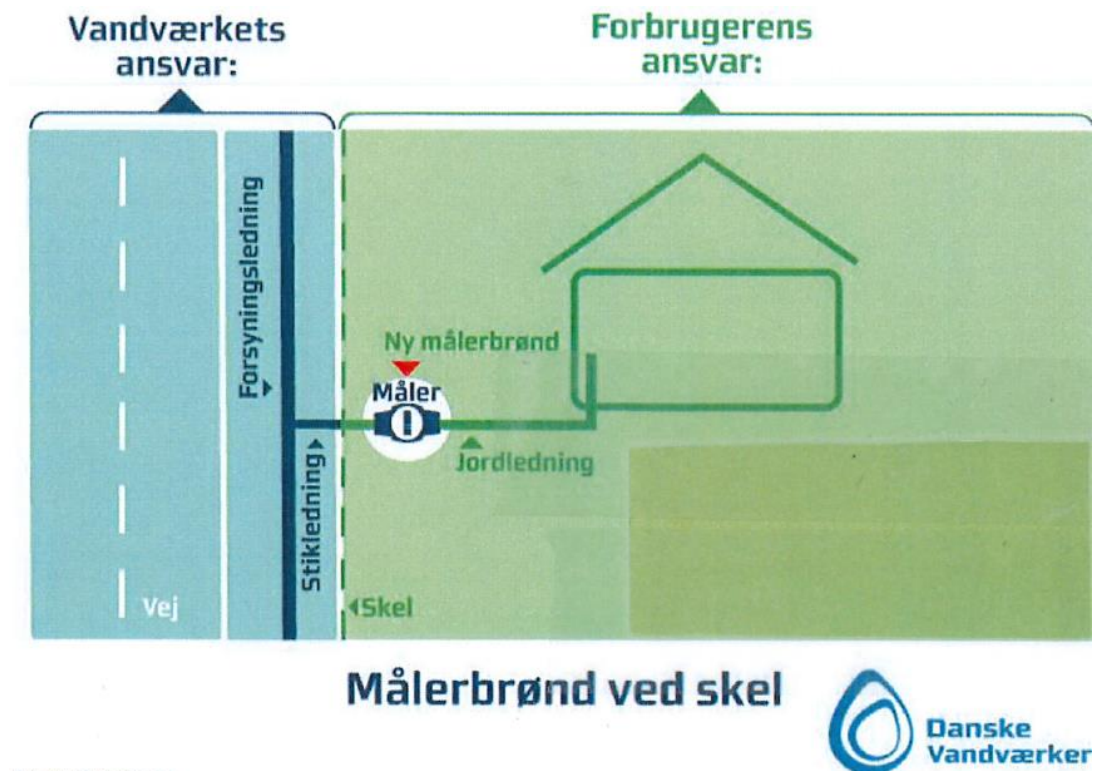 Vandværkets
ansvar:
Forbrugerens
ansvar:
Forsyningsledning
Ny målerbrønd
Måler
Jordledning
Stikledning
Vej
Skel
Målerbrønd ved skel
Danske
Vandværker